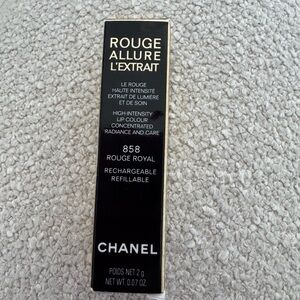 ROUGE
ALLURE
L'EXTRAIT
LE ROUGE
HAUTE INTENSITÉ
EXTRAIT DE LUMIÈRE
ET DE SOIN
HIGH-INTENSITY
LIP COLOUR
CONCENTRATED
RADIANCE AND CARE
858
ROUGE ROYAL
RECHARGEABLE
REFILLABLE
CHANEL
POIDS NET 2 g
NET WT. 0.07 OZ.